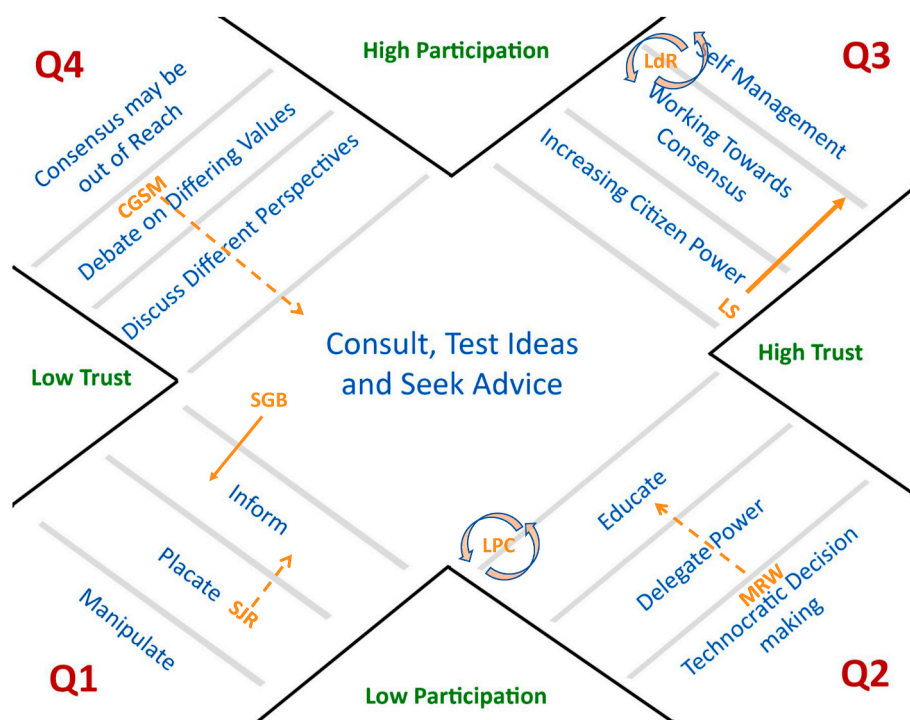 Q4
High Participation
Q3
LdR
Self Management
Consensus may be
out of Reach
Working Towards
Consensus
Debate on Differing Values
CGSM
Discuss Different Perspectives
Increasing Citizen Power
LS
Consult, Test Ideas
and Seek Advice
Low Trust
High Trust
SGB
Inform
Educate
LPC
Placate
SJR
Delegate Power
MRW
Manipulate
Technocratic Decision
making
Q1
Low Participation
Q2